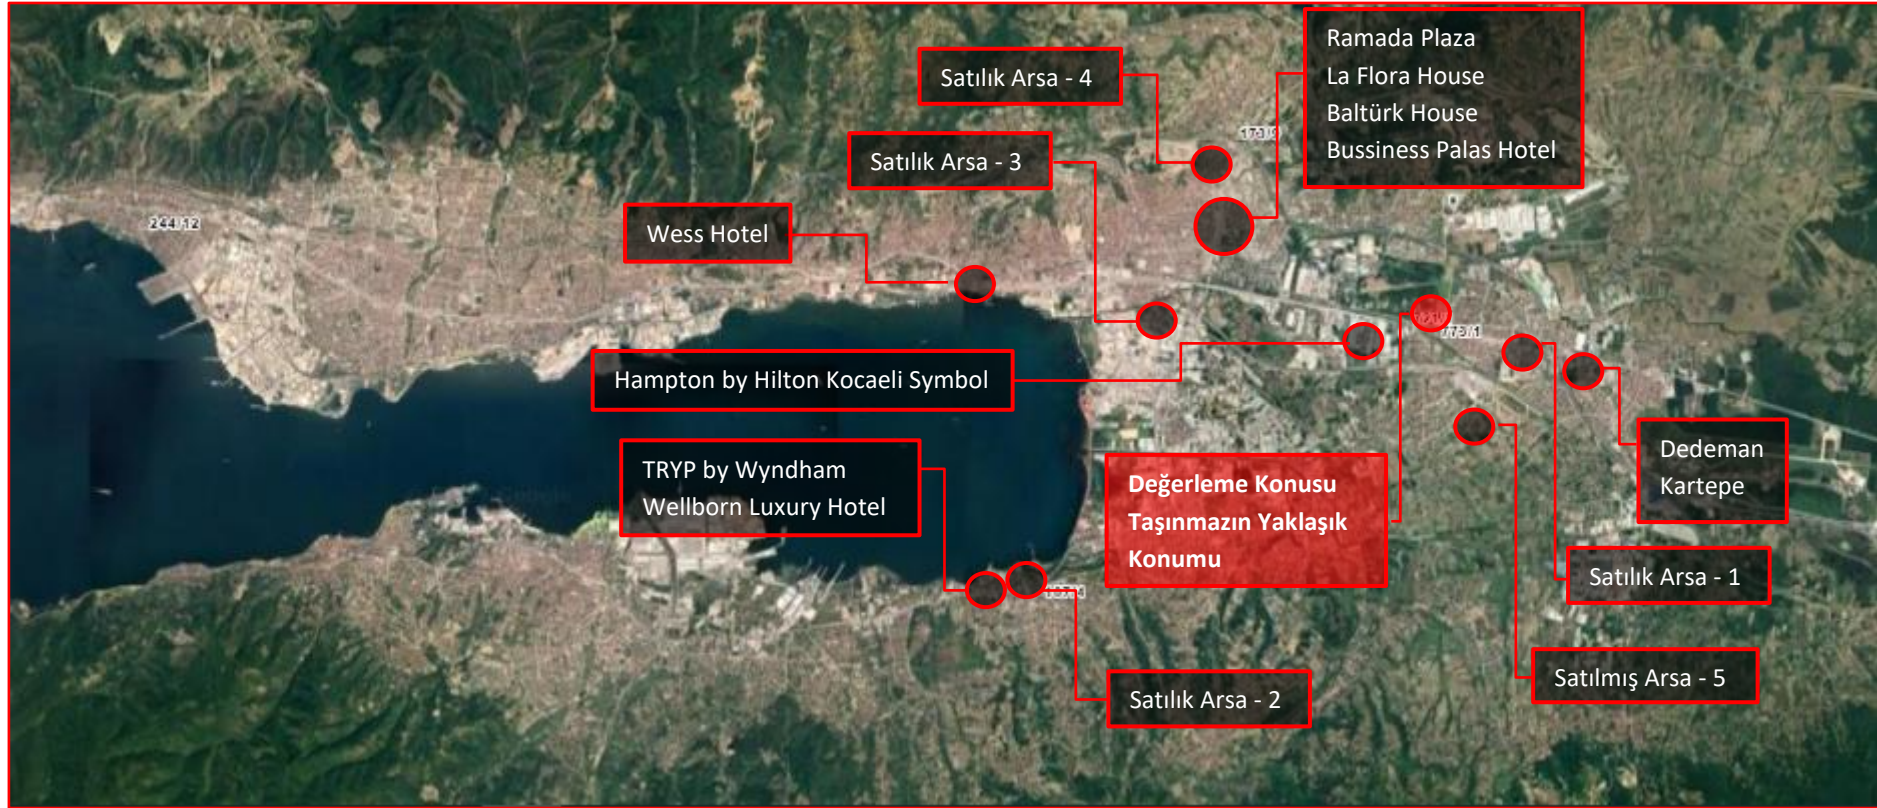 Ramada Plaza
La Flora House
Baltürk House
Bussiness Palas Hotel
Satılık Arsa - 4
Satılık Arsa - 3
244/12
Wess Hotel
Hampton by Hilton Kocaeli Symbol
TRYP by Wyndham
Wellborn Luxury Hotel
Değerleme Konusu
Taşınmazın Yaklaşık
Konumu
Dedeman
Kartepe
Satılık Arsa - 1
Satılmış Arsa - 5
Satılık Arsa - 2